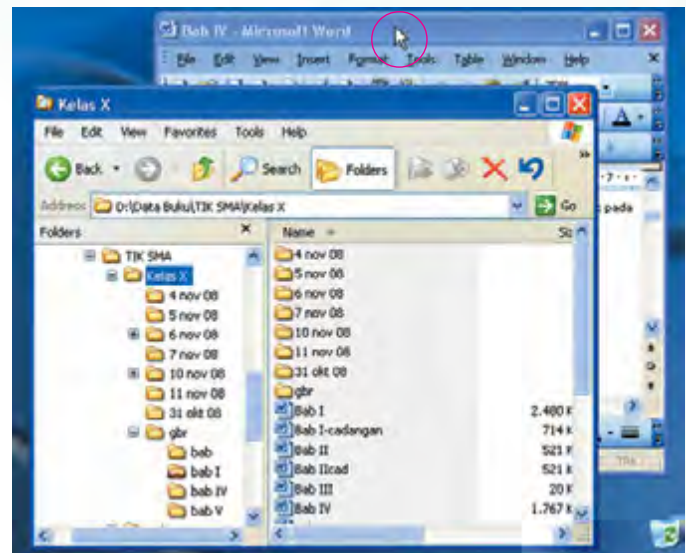 Bab IV - Microsoft Word
File Edit View Insert Format Tools Table Window Help
Kelas X
File Edit View Favorites Tools Help
Back Search Folders
Address D:\Data Buku\TIK SMA\Kelas X Go
pada
Folders Name
TIK SMA
Kelas X
4 nov 08
5 nov 08
6 nov 08
7 nov 08
10 nov 08
11 nov 08
31 okt 08
gbr
bab
bab I
bab IV
bab V
4 nov 08
5 nov 08
6 nov 08
7 nov 08
10 nov 08
11 nov 08
31 okt 08
gbr
Bab I 2.480 K
Bab I-cadangan 714 K
Bab II 521 K
Bab IIcad 521 K
Bab III 20 K
Bab IV 1.767 K